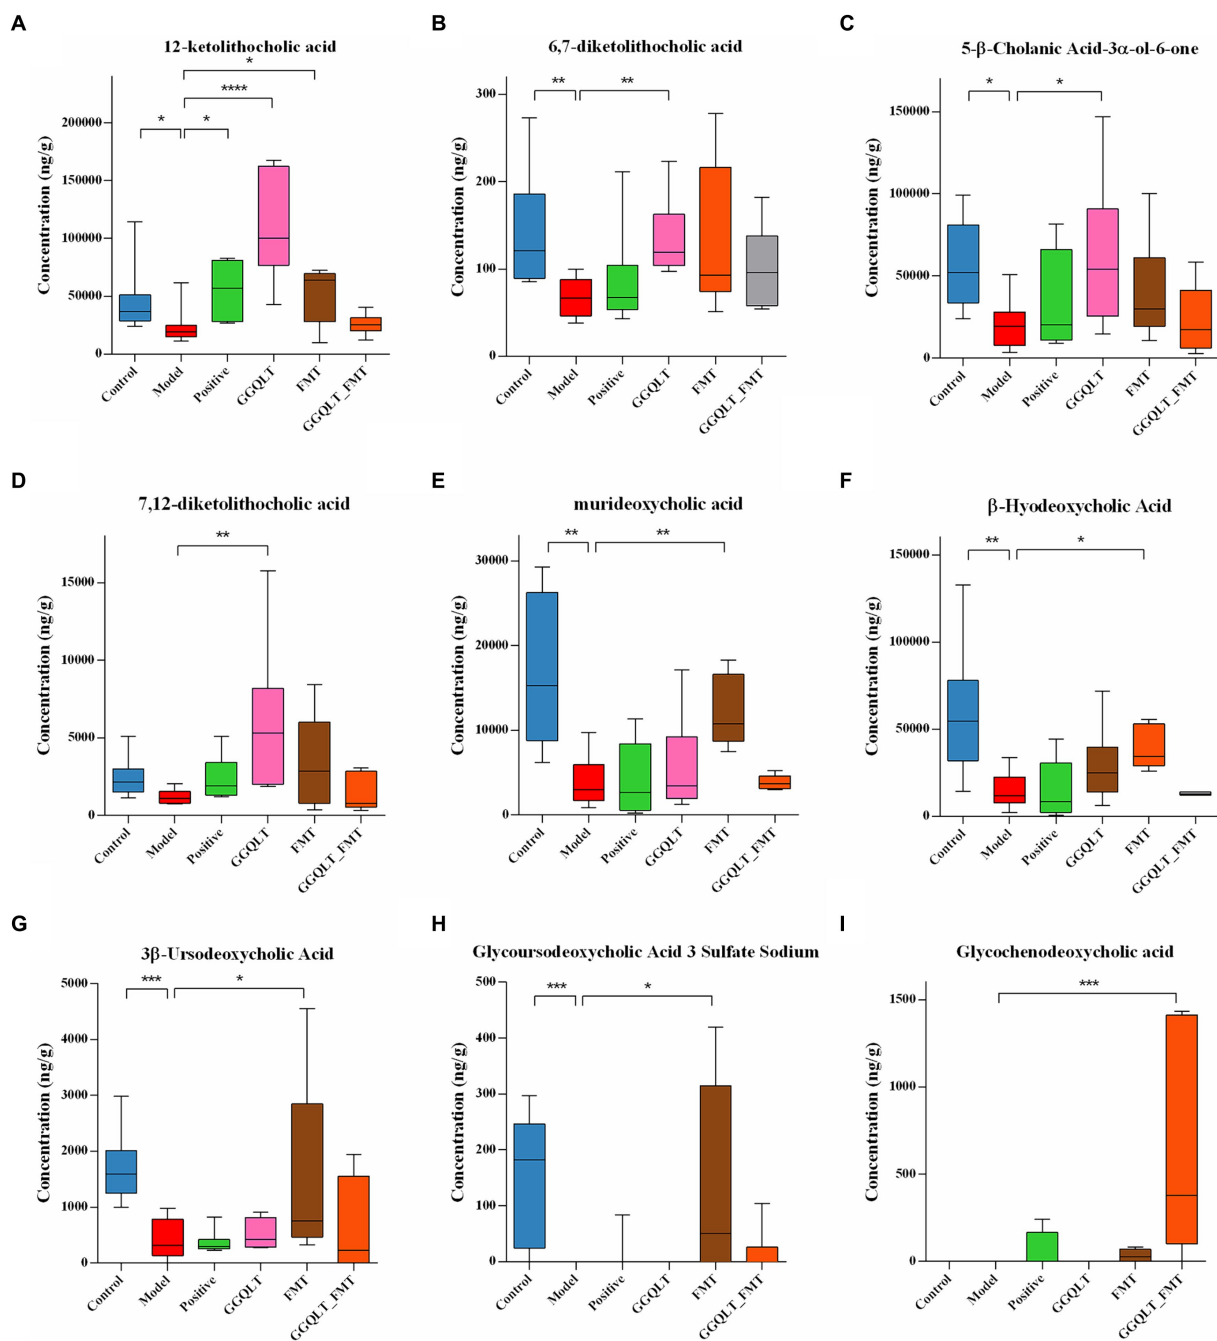 A
12-ketolithocholic acid
Concentration (ng/g)
200000
150000
100000
50000
0
*
*
****
*
Control
Model
Positive
GGQLT
FMT
GGQLT_FMT
B
6,7-diketolithocholic acid
Concentration (ng/g)
300
200
100
0
**
**
Control
Model
Positive
GGQLT
FMT
GGQLT_FMT
C
5-β-Cholanic Acid-3α-ol-6-one
Concentration (ng/g)
150000
100000
50000
0
*
*
Control
Model
Positive
GGQLT
FMT
GGQLT_FMT
D
7,12-diketolithocholic acid
Concentration (ng/g)
15000
10000
5000
0
**
Control
Model
Positive
GGQLT
FMT
GGQLT_FMT
E
murideoxycholic acid
Concentration (ng/g)
30000
20000
10000
0
**
**
Control
Model
Positive
GGQLT
FMT
GGQLT_FMT
F
β-Hyodeoxycholic Acid
Concentration (ng/g)
150000
100000
50000
0
**
*
Control
Model
Positive
GGQLT
FMT
GGQLT_FMT
G
3β-Ursodeoxycholic Acid
Concentration (ng/g)
5000
4000
3000
2000
1000
0
***
*
Control
Model
Positive
GGQLT
FMT
GGQLT_FMT
H
Glycoursodeoxycholic Acid 3 Sulfate Sodium
Concentration (ng/g)
500
400
300
200
100
0
***
*
Control
Model
Positive
GGQLT
FMT
GGQLT_FMT
I
Glycochenodeoxycholic acid
Concentration (ng/g)
1500
1000
500
0
***
Control
Model
Positive
GGQLT
FMT
GGQLT_FMT